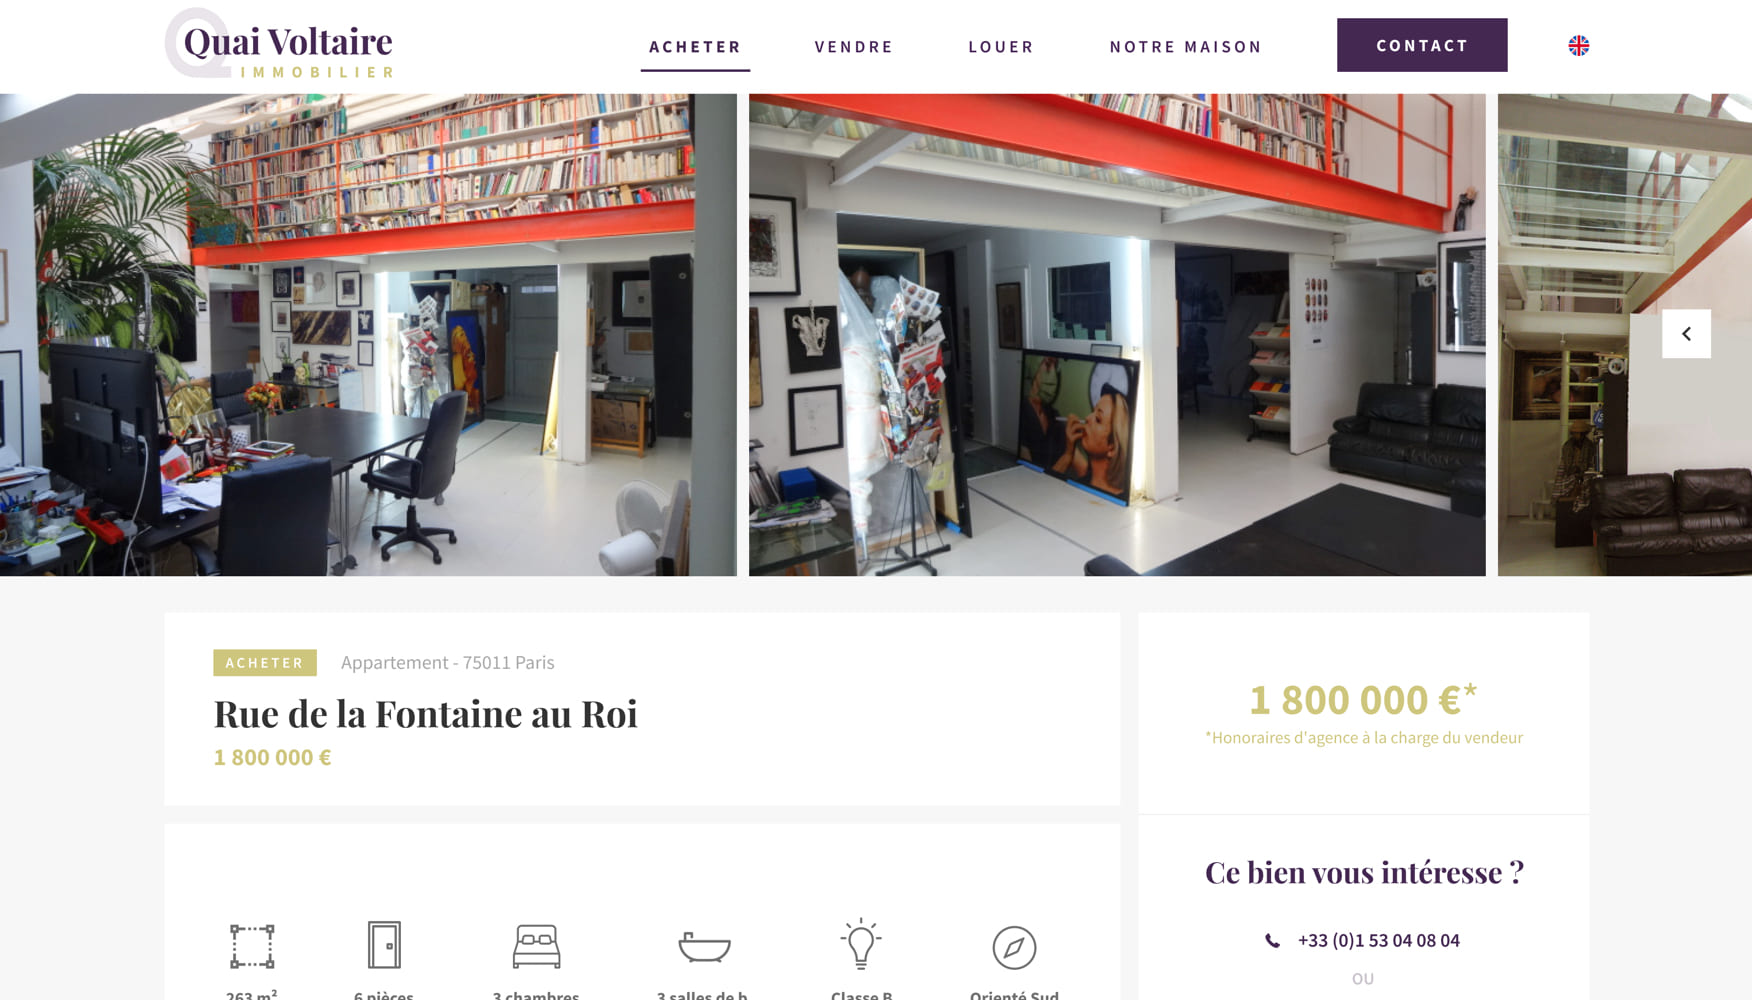 Quai Voltaire
IMMOBILIER
ACHETER
VENDRE
LOUER
NOTRE MAISON
CONTACT
ACHETER
Appartement - 75011 Paris
Rue de la Fontaine au Roi
1 800 000 €
1 800 000 €*
*Honoraires d'agence à la charge du vendeur
Ce bien vous intéresse ?
+33 (0)1 53 04 08 04
OU
263 m²
6 pièces
3 chambres
3 salles de b
Classe B
Orienté Sud